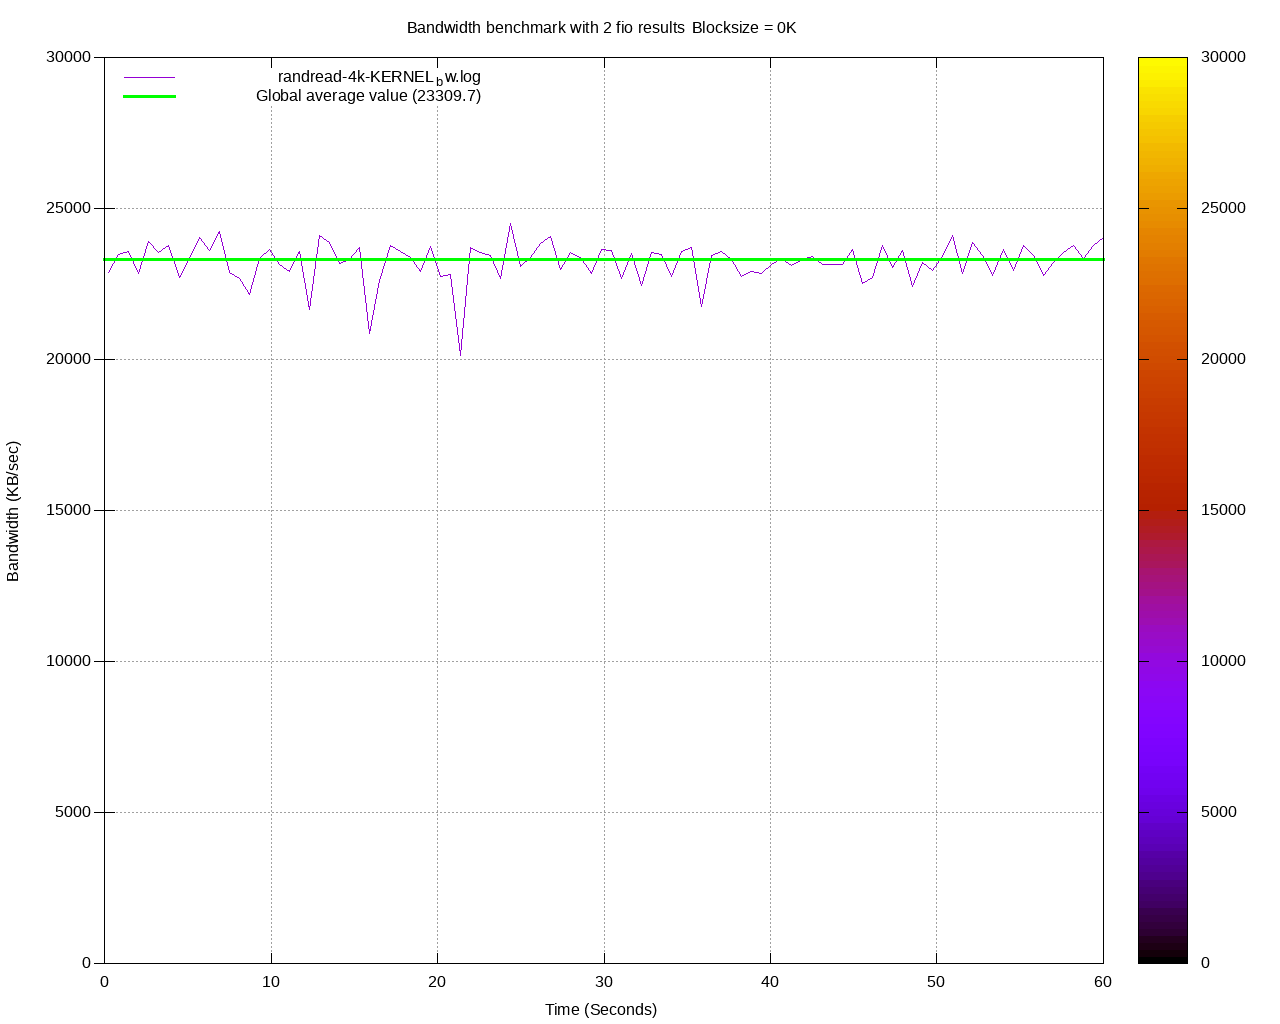 Bandwidth benchmark with 2 fio results Blocksize = 0K
randread-4k-KERNEL_bw.log
Global average value (23309.7)
30000
25000
20000
15000
10000
5000
0
Bandwidth (KB/sec)
0 10 20 30 40 50 60
Time (Seconds)
30000
25000
20000
15000
10000
5000
0